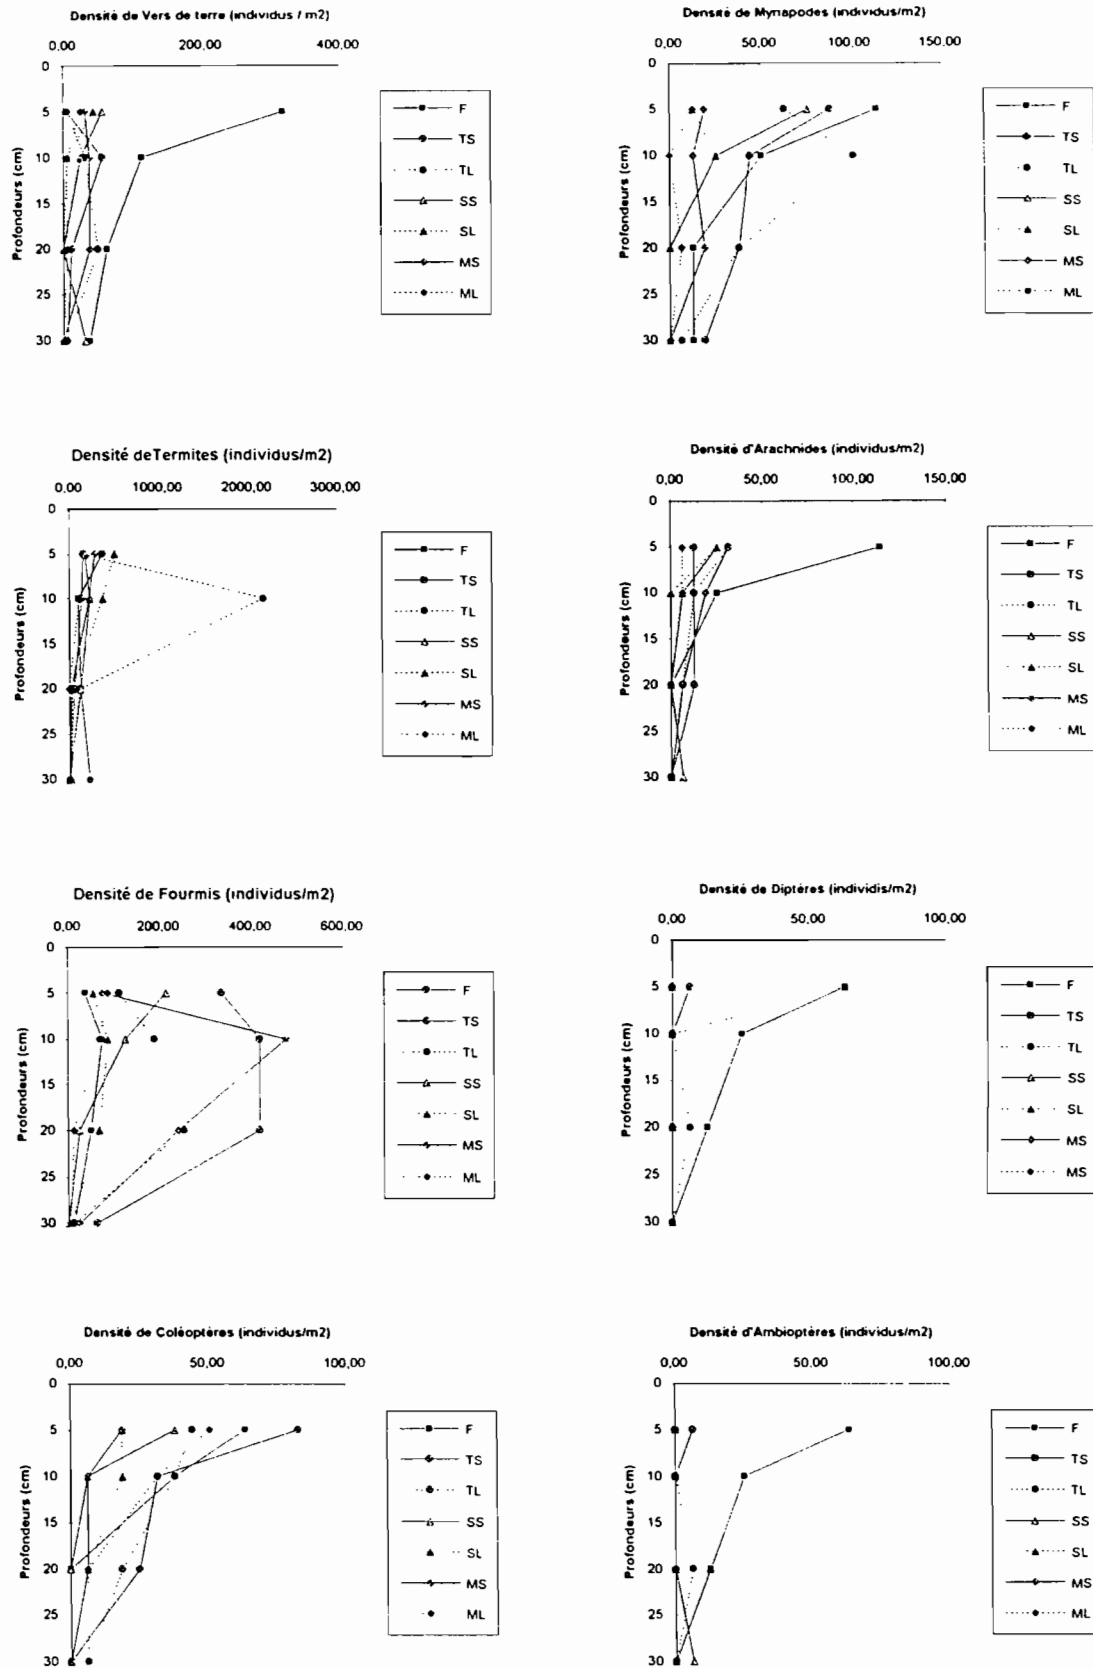 Densité de Vers de terre (individus / m2)
0,00 200,00 400,00
0
5
10
15
20
25
30
Profondeurs (cm)
F
TS
TL
SS
SL
MS
ML
Densité de Mynapodes (individus/m2)
0,00 50,00 100,00 150,00
0
5
10
15
20
25
30
Profondeurs (cm)
F
TS
TL
SS
SL
MS
ML
Densité deTermites (individus/m2)
0,00 1000,00 2000,00 3000,00
0
5
10
15
20
25
30
Profondeurs (cm)
F
TS
TL
SS
SL
MS
ML
Densité d'Arachnides (individus/m2)
0,00 50,00 100,00 150,00
0
5
10
15
20
25
30
Profondeurs (cm)
F
TS
TL
SS
SL
MS
ML
Densité de Fourmis (individus/m2)
0,00 200,00 400,00 600,00
0
5
10
15
20
25
30
Profondeurs (cm)
F
TS
TL
SS
SL
MS
ML
Densité de Diptères (individis/m2)
0,00 50,00 100,00
0
5
10
15
20
25
30
Profondeurs (cm)
F
TS
TL
SS
SL
MS
MS
Densité de Coléoptères (individus/m2)
0,00 50,00 100,00
0
5
10
15
20
25
30
Profondeurs (cm)
F
TS
TL
SS
SL
MS
ML
Densité d'Ambioptères (individus/m2)
0,00 50,00 100,00
0
5
10
15
20
25
30
Profondeurs (cm)
F
TS
TL
SS
SL
MS
ML